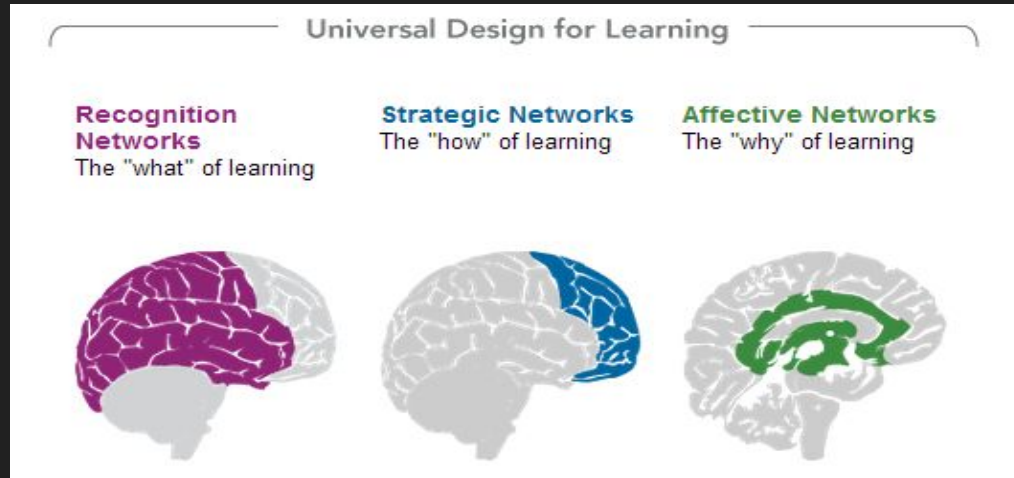 Universal Design for Learning
Recognition
Networks
The "what" of learning
Strategic Networks
The "how" of learning
Affective Networks
The "why" of learning